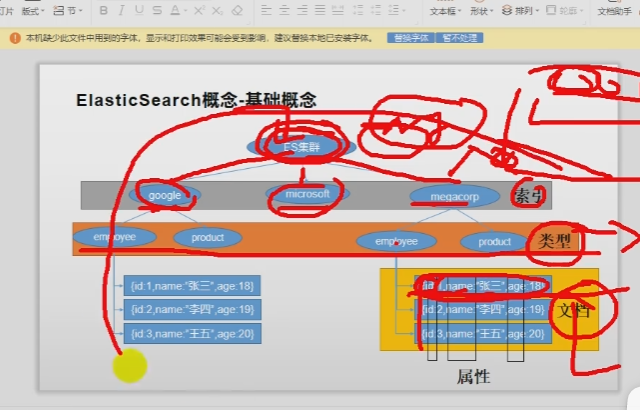 灯片 节 B I U S A X² X₂ 文本框 形状 排列 轮廓 文档助手
本机缺少此文件中用到的字体，显示和打印效果可能会受到影响，建议替换本地已安装字体。 替换字体 暂不处理
ElasticSearch概念-基础概念
ES集群
google microsoft megacorp 索引
employee product employee product 类型
{id:1,name:"张三",age:18} {id:1,name:"张三",age:18}
{id:2,name:"李四",age:19} {id:2,name:"李四",age:19} 文档
{id:3,name:"王五",age:20} {id:3,name:"王五",age:20}
属性